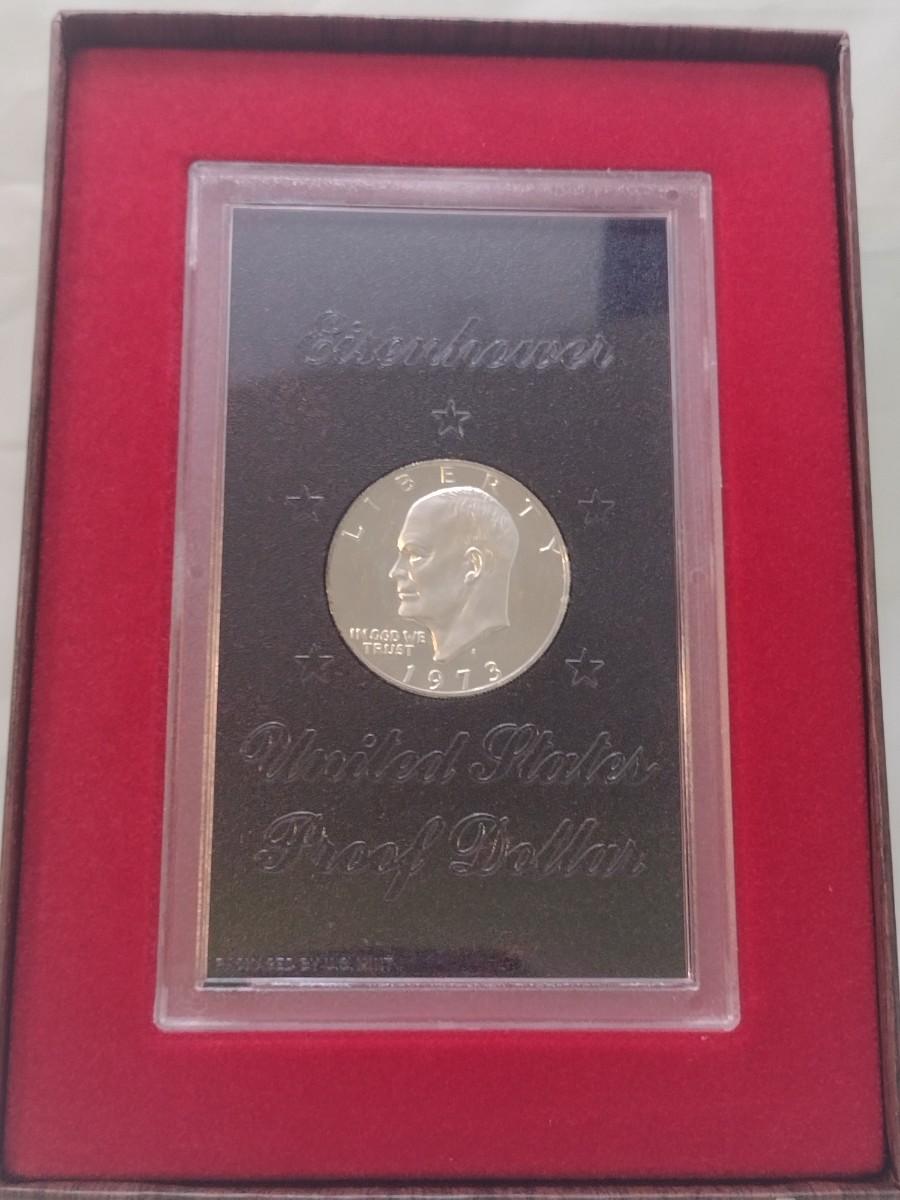 Eisenhower
LIBERTY
IN GOD WE
TRUST
S
1973
United States
Proof Dollar
PACKAGED BY U.S. MINT